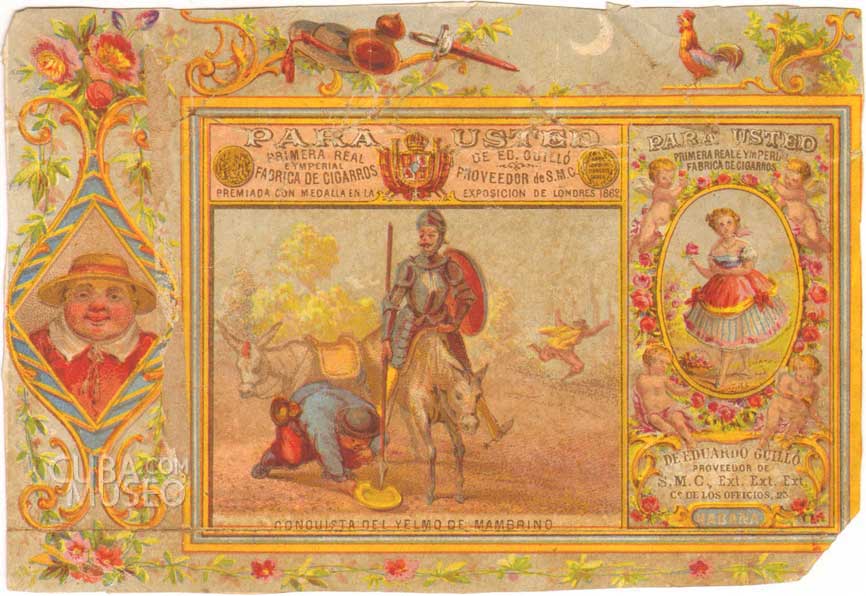 PARA USTED
PRIMERA REAL
E YMPERIAL
FABRICA DE CIGARROS
DE ED. GUILLÓ
PROVEEDOR de S.M.C.
PREMIADA CON MEDALLA EN LA EXPOSICION DE LONDRES 1862
CONQUISTA DEL YELMO DE MAMBRINO
PARA USTED
PRIMERA REAL E YMPERI
FABRICA DE CIGARROS
DE EDUARDO GUILLÓ
PROVEEDOR DE
S.M.C., Ext. Ext. Ext.
Ce. DE LOS OFFICIOS, 23
HABANA
CUBA.COM
MUSEO